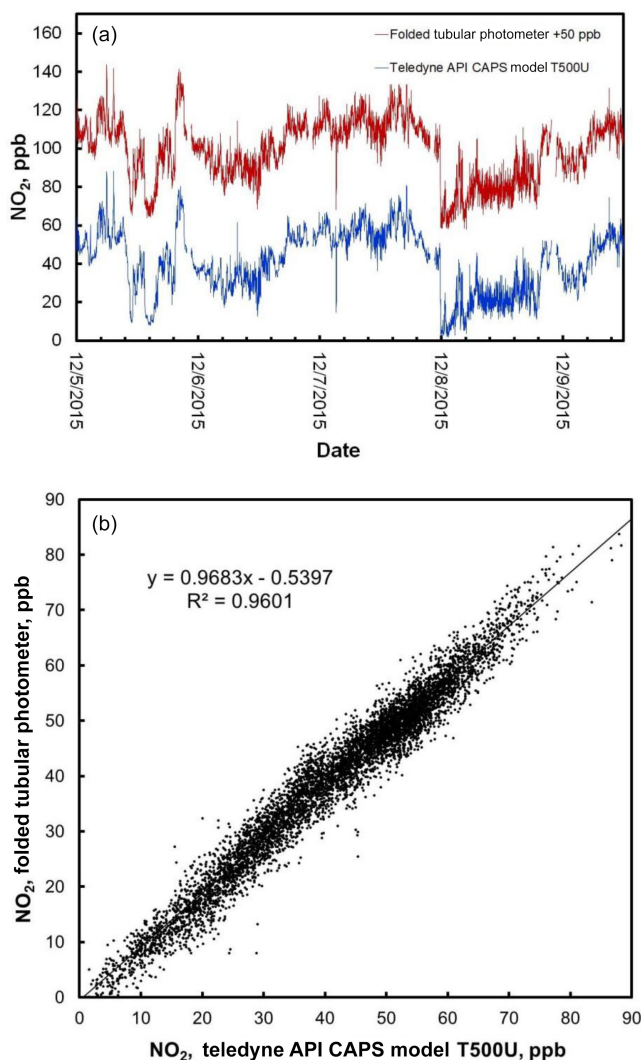 (a)
Folded tubular photometer +50 ppb
Teledyne API CAPS model T500U
NO₂, ppb
160
140
120
100
80
60
40
20
0
12/5/2015
12/6/2015
12/7/2015
12/8/2015
12/9/2015
Date
(b)
y = 0.9683x - 0.5397
R² = 0.9601
NO₂, folded tubular photometer, ppb
90
80
70
60
50
40
30
20
10
0
0 10 20 30 40 50 60 70 80 90
NO₂, teledyne API CAPS model T500U, ppb